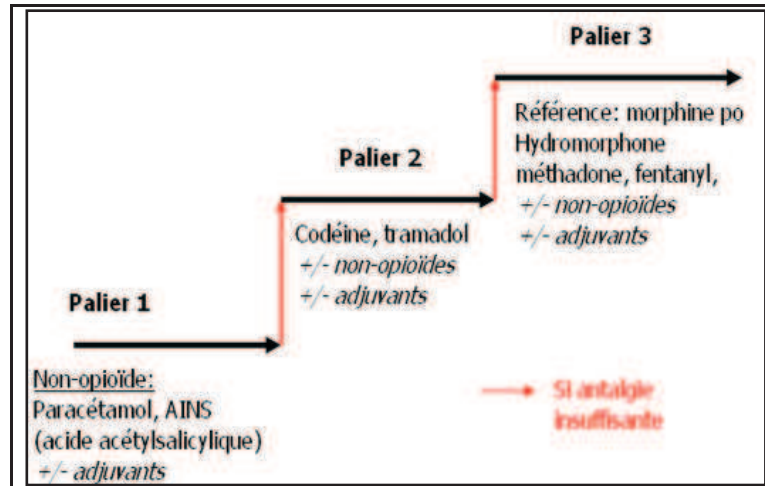 Palier 3
Référence: morphine po
Hydromorphone
méthadone, fentanyl,
+/- non-opioïdes
+/- adjuvants
Palier 2
Codéine, tramadol
+/- non-opioïdes
+/- adjuvants
Palier 1
Non-opioïde:
Paracétamol, AINS
(acide acétylsalicylique)
+/- adjuvants
Si antalgie
insuffisante